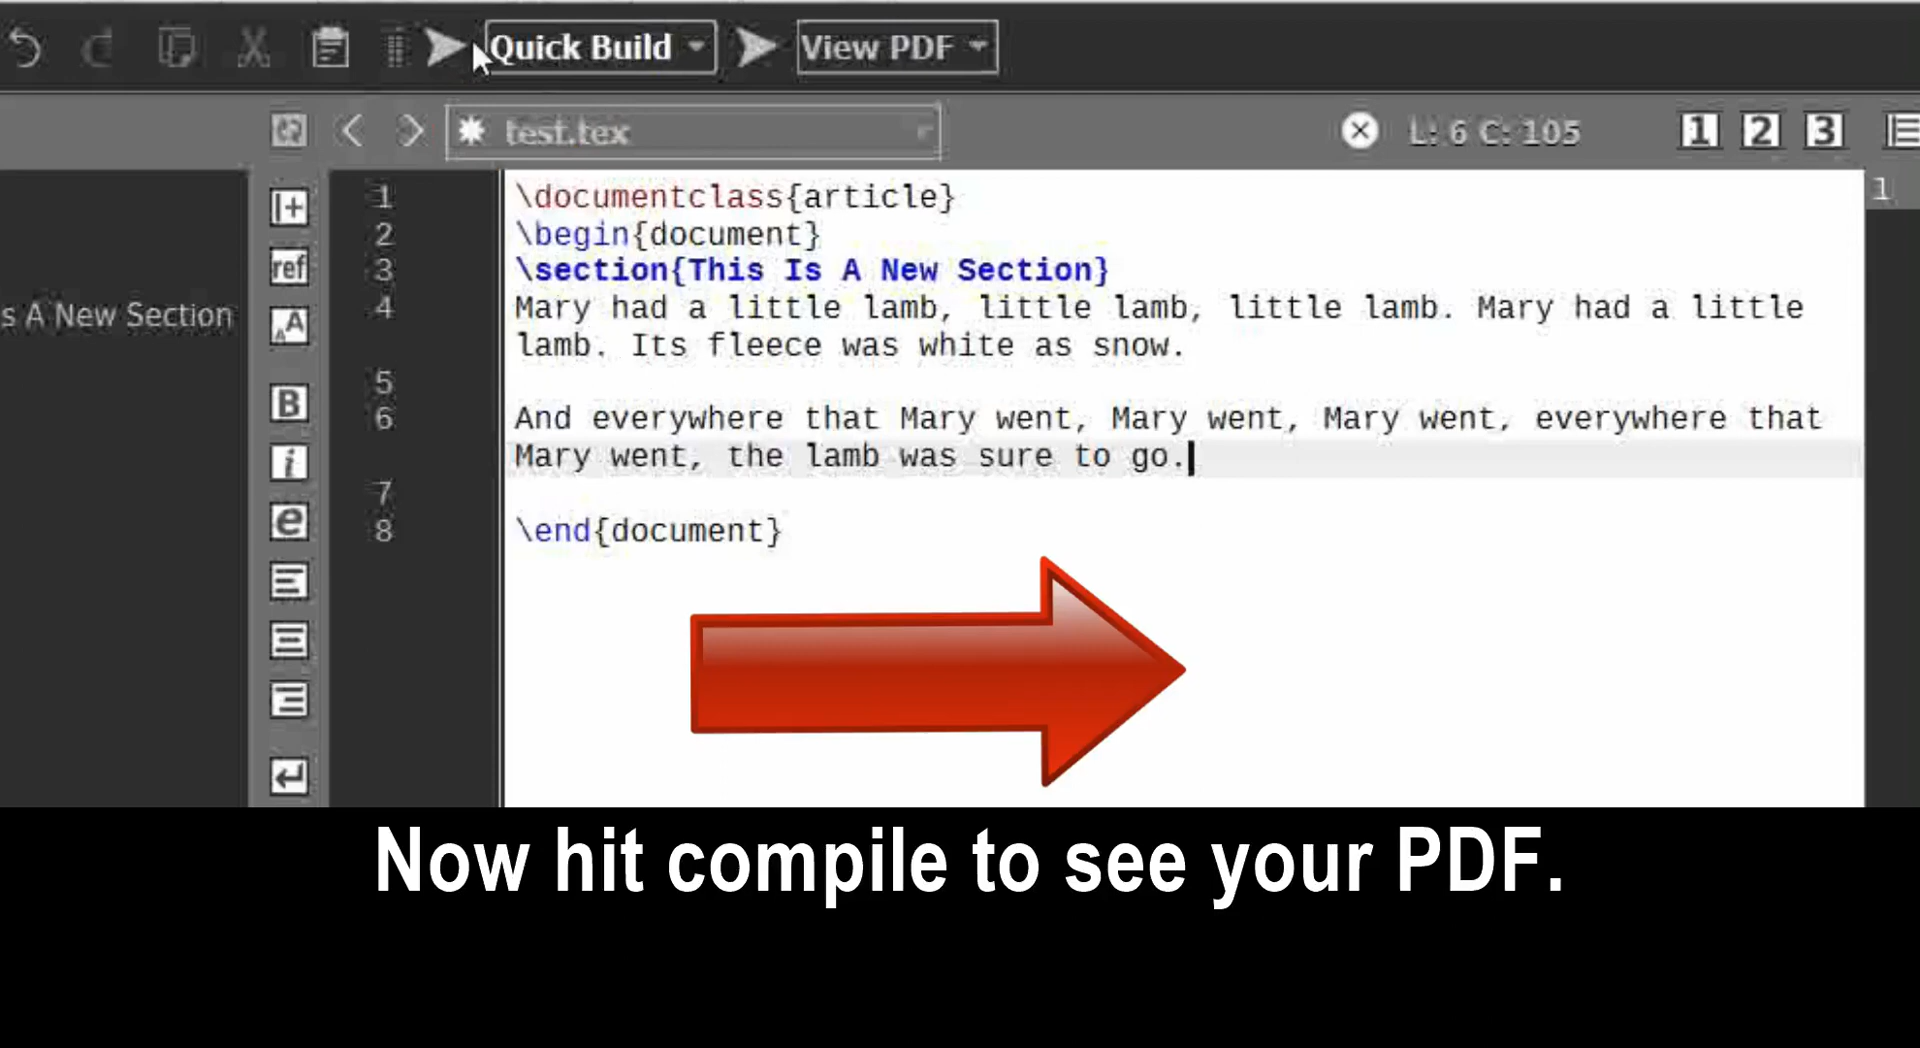 Quick Build View PDF
test.tex L: 6 C: 105 1 2 3
1 \documentclass{article} 1
2 \begin{document}
3 \section{This Is A New Section}
4 Mary had a little lamb, little lamb, little lamb. Mary had a little
s A New Section
lamb. Its fleece was white as snow.
5
6 And everywhere that Mary went, Mary went, Mary went, everywhere that
Mary went, the lamb was sure to go.
7
8 \end{document}
ref
A A
B
i
e
Now hit compile to see your PDF.